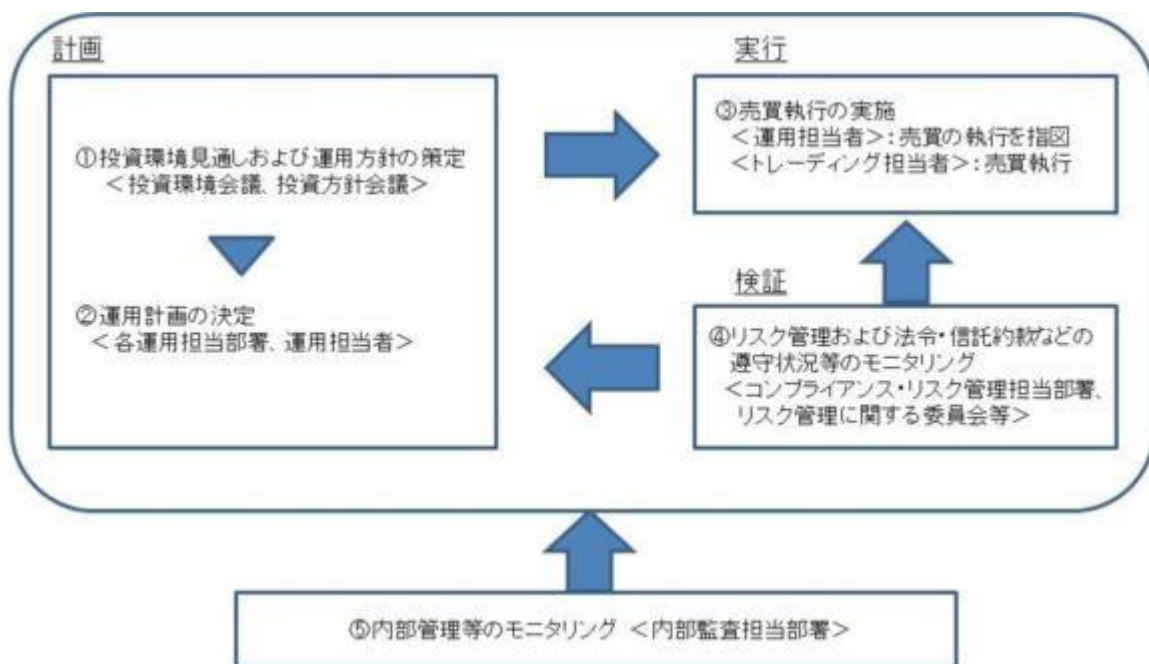 計画
①投資環境見通しおよび運用方針の策定
＜投資環境会議、投資方針会議＞
②運用計画の決定
＜各運用担当部署、運用担当者＞
実行
③売買執行の実施
＜運用担当者＞：売買の執行を指図
＜トレーディング担当者＞：売買執行
検証
④リスク管理および法令・信託約款などの
遵守状況等のモニタリング
＜コンプライアンス・リスク管理担当部署、
リスク管理に関する委員会等＞
⑤内部管理等のモニタリング ＜内部監査担当部署＞